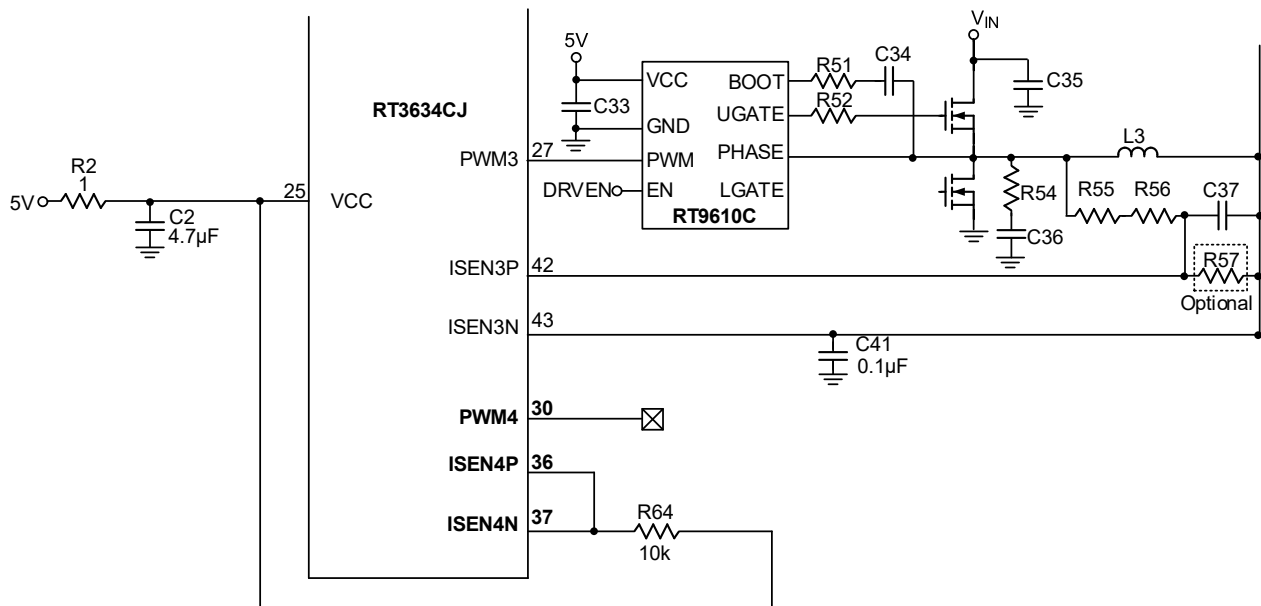 5V
R2
1
C2
4.7µF
25
VCC
RT3634CJ
PWM3
27
ISEN3P
42
ISEN3N
43
PWM4
30
ISEN4P
36
ISEN4N
37
R64
10k
5V
C33
VCC
GND
PWM
DRVEN
EN
BOOT
UGATE
PHASE
LGATE
RT9610C
R51
C34
R52
VIN
C35
L3
R54
C36
R55
R56
C37
R57
Optional
C41
0.1µF